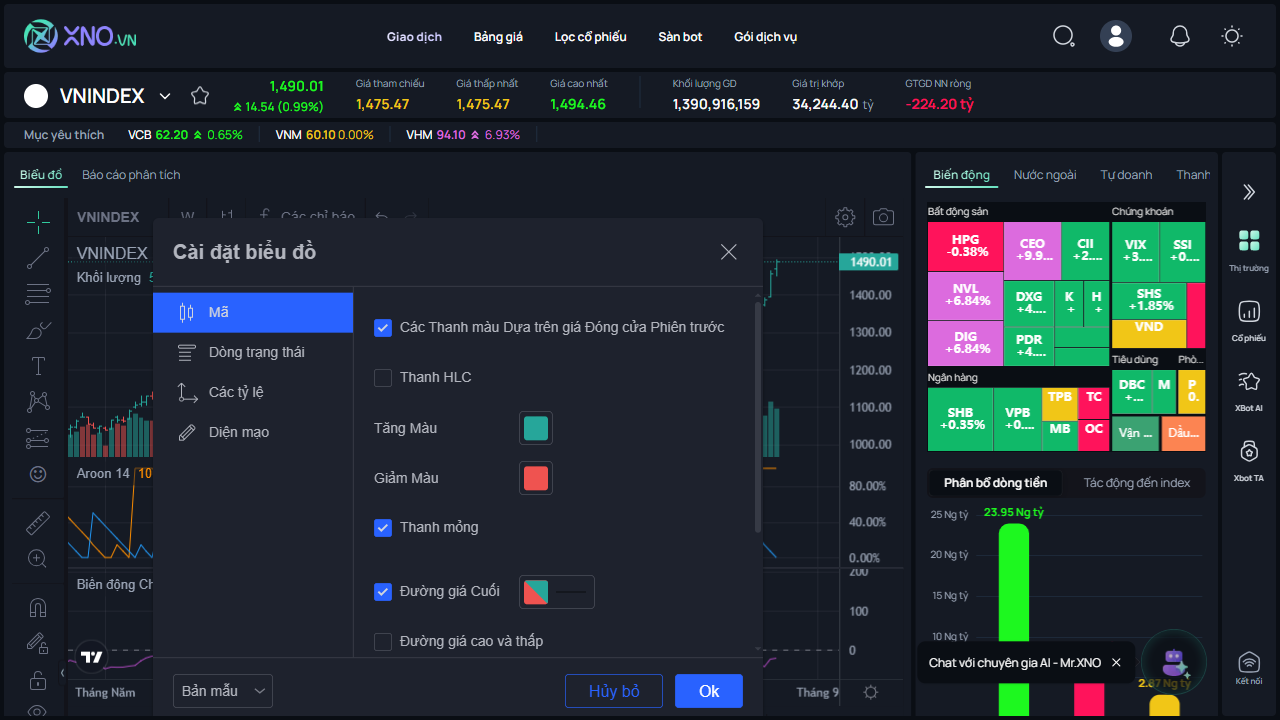 XNO.VN
Giao dịch
Bảng giá
Lọc cổ phiếu
Sàn bot
Gói dịch vụ
VNINDEX
1,490.01
14.54 (0.99%)
Giá tham chiếu
1,475.47
Giá thấp nhất
1,475.47
Giá cao nhất
1,494.46
Khối lượng GD
1,390,916,159
Giá trị khớp
34,244.40 tỷ
GTGD NN ròng
-224.20 tỷ
Mục yêu thích
VCB 62.20 0.65%
VNM 60.10 0.00%
VHM 94.10 6.93%
Biểu đồ
Báo cáo phân tích
VNINDEX
Các chỉ báo
VNINDEX
Khối lượng
Aroon 14
Tháng Năm
Tháng 9
Cài đặt biểu đồ
Mã
Dòng trạng thái
Các tỷ lệ
Diện mạo
Các Thanh màu Dựa trên giá Đóng cửa Phiên trước
Thanh HLC
Tăng Màu
Giảm Màu
Thanh mỏng
Đường giá Cuối
Đường giá cao và thấp
Bản mẫu
Hủy bỏ
Ok
1490.01
1400.00
1300.00
1200.00
1100.00
1000.00
80.00%
40.00%
0.00%
200
100
0
Biến động
Nước ngoài
Tự doanh
Thanh
Bất động sản
HPG
-0.38%
CEO
+9.9...
CII
+2....
NVL
+6.84%
DXG
+4....
K
+
H
+
DIG
+6.84%
PDR
+4....
Chứng khoán
VIX
+3....
SSI
+0....
SHS
+1.85%
VND
Ngân hàng
SHB
+0.35%
VPB
+0....
TPB
TC
MB
OC
Tiêu dùng
DBC
+...
M
Phò...
P
0.
Vận ...
Dầu...
Phân bổ dòng tiền
Tác động đến index
25 Ng tỷ
20 Ng tỷ
15 Ng tỷ
10 Ng tỷ
23.95 Ng tỷ
2.67 Ng tỷ
Chat với chuyên gia AI - Mr.XNO
Thị trường
Cổ phiếu
XBot AI
Xbot TA
Kết nối